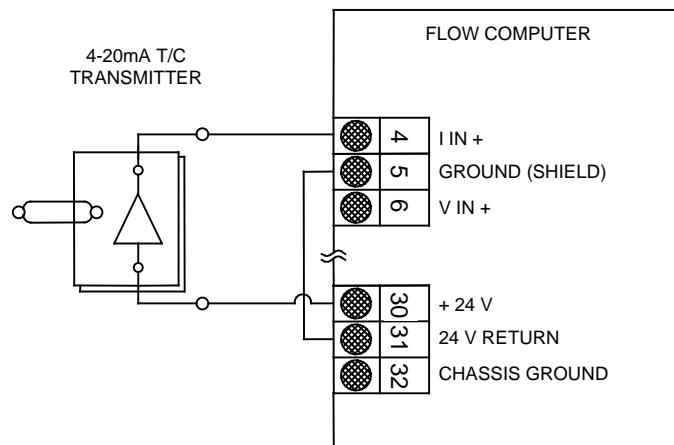 FLOW COMPUTER
4-20mA T/C
TRANSMITTER
4 I IN +
5 GROUND (SHIELD)
6 V IN +
30 + 24 V
31 24 V RETURN
32 CHASSIS GROUND